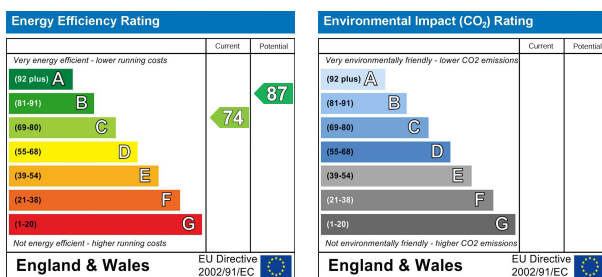 Energy Efficiency Rating
Current Potential
Very energy efficient - lower running costs
(92 plus) A
(81-91) B
87
(69-80) C
74
(55-68) D
(39-54) E
(21-38) F
(1-20) G
Not energy efficient - higher running costs
England & Wales
EU Directive
2002/91/EC
Environmental Impact (CO₂) Rating
Current Potential
Very environmentally friendly - lower CO2 emissions
(92 plus) A
(81-91) B
(69-80) C
(55-68) D
(39-54) E
(21-38) F
(1-20) G
Not environmentally friendly - higher CO2 emissions
England & Wales
EU Directive
2002/91/EC